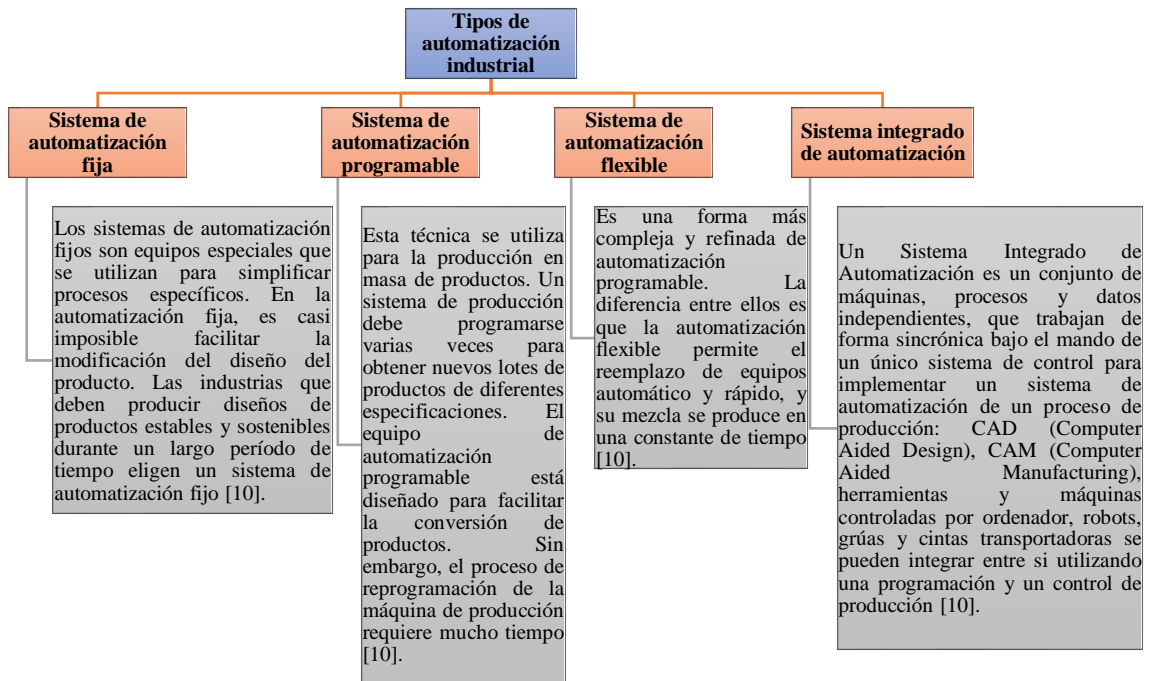 Tipos de
automatización
industrial
Sistema de
automatización
fija
Los sistemas de automatización
fijos son equipos especiales que
se utilizan para simplificar
procesos específicos. En la
automatización fija, es casi
imposible facilitar la
modificación del diseño del
producto. Las industrias que
deben producir diseños de
productos estables y sostenibles
durante un largo período de
tiempo eligen un sistema de
automatización fijo [10].
Sistema de
automatización
programable
Esta técnica se utiliza
para la producción en
masa de productos. Un
sistema de producción
debe programarse
varias veces para
obtener nuevos lotes de
productos de diferentes
especificaciones. El
equipo de
automatización
programable está
diseñado para facilitar
la conversión de
productos. Sin
embargo, el proceso de
reprogramación de la
máquina de producción
requiere mucho tiempo
[10].
Sistema de
automatización
flexible
Es una forma más
compleja y refinada de
automatización
programable. La
diferencia entre ellos es
que la automatización
flexible permite el
reemplazo de equipos
automático y rápido, y
su mezcla se produce en
una constante de tiempo
[10].
Sistema integrado
de automatización
Un Sistema Integrado de
Automatización es un conjunto de
máquinas, procesos y datos
independientes, que trabajan de
forma sincrónica bajo el mando de
un único sistema de control para
implementar un sistema de
automatización de un proceso de
producción: CAD (Computer
Aided Design), CAM (Computer
Aided Manufacturing),
herramientas y máquinas
controladas por ordenador, robots,
grúas y cintas transportadoras se
pueden integrar entre si utilizando
una programación y un control de
producción [10].